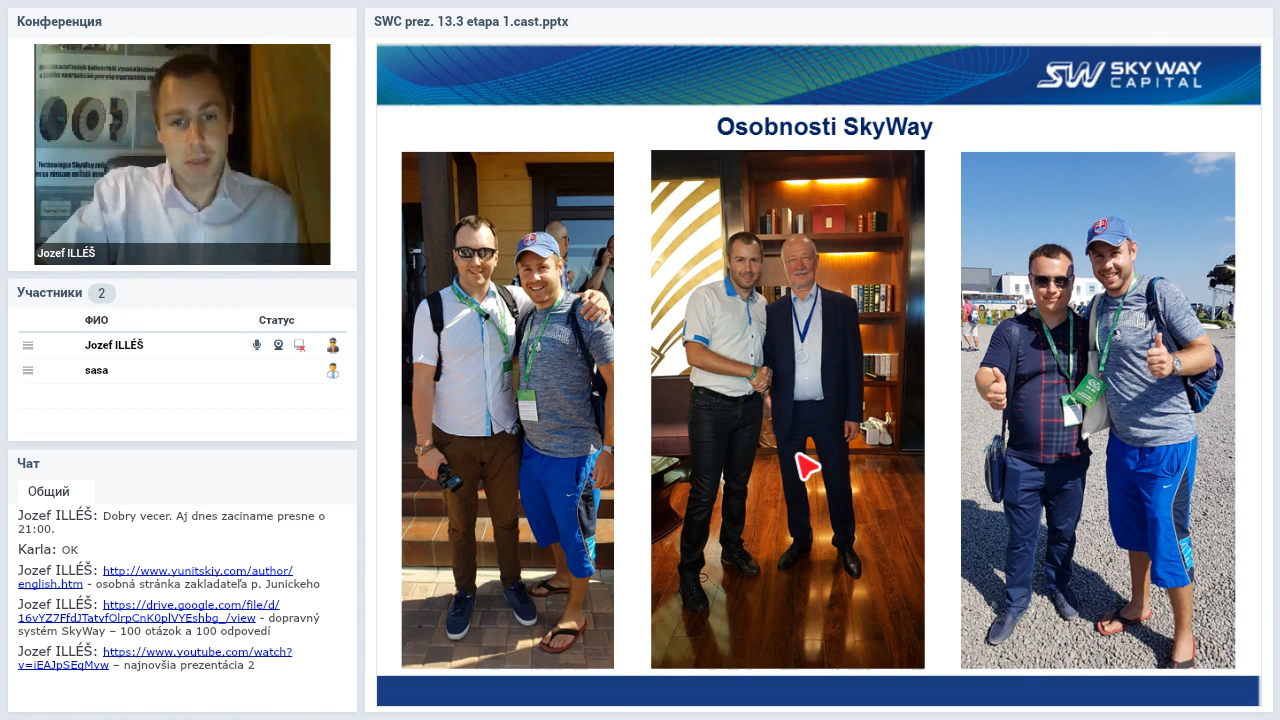 Конференция
Technológia SkyWay
Jozef ILLÉŠ
Участники 2
ФИО Статус
Jozef ILLÉŠ
sasa
Чат
Общий
Jozef ILLÉŠ: Dobry vecer. Aj dnes zaciname presne o
21:00.
Karla: OK
Jozef ILLÉŠ: http://www.yunitskiy.com/author/
english.htm - osobná stránka zakladateľa p. Junickeho
Jozef ILLÉŠ: https://drive.google.com/file/d/
16vYZ7FfdJTatvfOlrpCnK0plVYEshbg_/view - dopravný
systém SkyWay – 100 otázok a 100 odpovedí
Jozef ILLÉŠ: https://www.youtube.com/watch?
v=iEAJpSEqMvw – najnovšia prezentácia 2
SWC prez. 13.3 etapa 1.cast.pptx
SW SKY WAY
CAPITAL
Osobnosti SkyWay